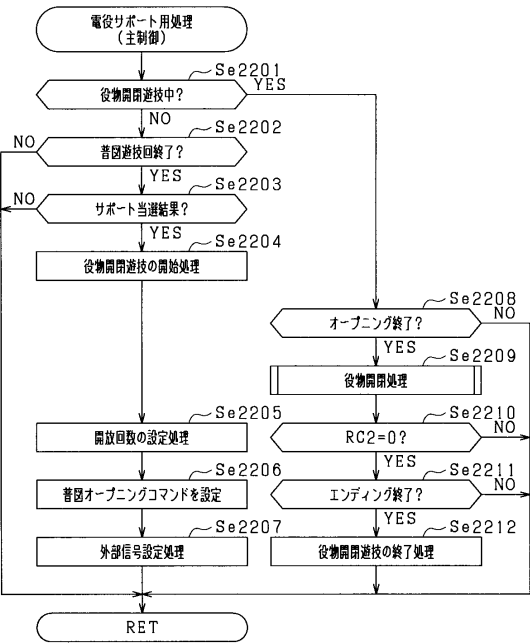 電役サポート用処理
(主制御)
Se2201
役物開閉遊技中?
YES
NO
Se2202
NO
普図遊技回終了?
YES
Se2203
NO
サポート当選結果?
YES
Se2204
役物開閉遊技の開始処理
Se2208
オープニング終了?
NO
YES
Se2209
役物開閉処理
Se2205
開放回数の設定処理
Se2210
RC2=0?
NO
YES
Se2206
普図オープニングコマンドを設定
Se2211
エンディング終了?
NO
YES
Se2207
外部信号設定処理
Se2212
役物開閉遊技の終了処理
RET